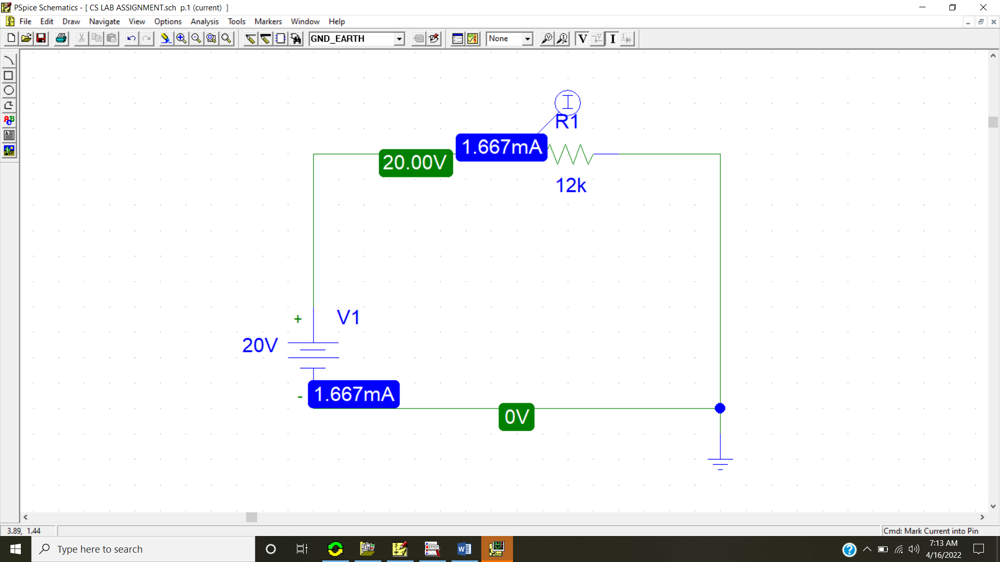 PSpice Schematics - [ CS LAB ASSIGNMENT.sch p.1 (current) ]
File Edit Draw Navigate View Options Analysis Tools Markers Window Help
GND_EARTH None V V I I
ABC
I
R1
1.667mA
20.00V
12k
+ V1
20V
- 1.667mA
0V
3.89, 1.44 Cmd: Mark Current into Pin
Type here to search
ERROR
W
?
7:13 AM
4/16/2022